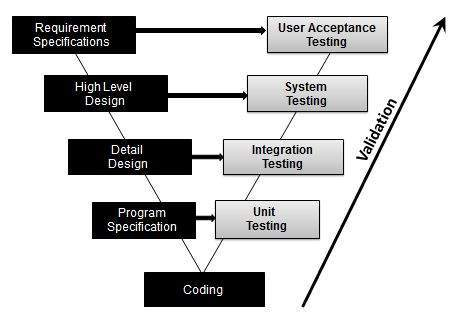 Requirement
Specifications
User Acceptance
Testing
High Level
Design
System
Testing
Detail
Design
Integration
Testing
Program
Specification
Unit
Testing
Coding
Validation